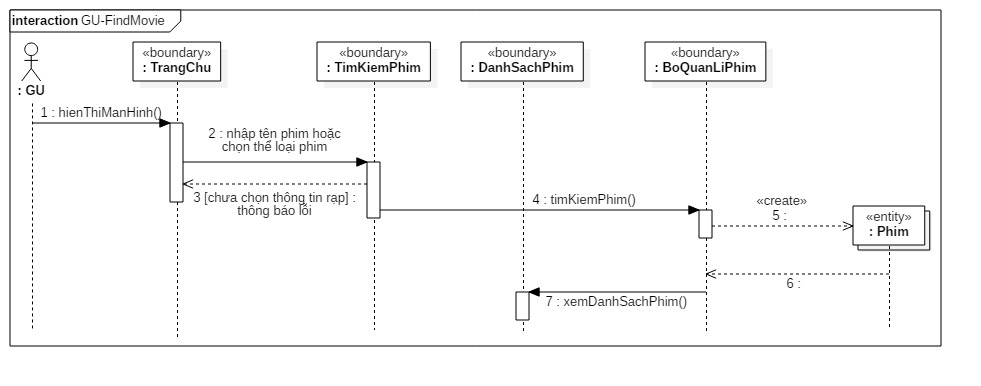 interaction GU-FindMovie
: GU
«boundary»
: TrangChu
«boundary»
: TimKiemPhim
«boundary»
: DanhSachPhim
«boundary»
: BoQuanLiPhim
1 : hienThiManHinh()
2 : nhập tên phim hoặc
chọn thể loại phim
3 [chưa chọn thông tin rạp] :
thông báo lỗi
4 : timKiemPhim()
«create»
5 :
«entity»
: Phim
6 :
7 : xemDanhSachPhim()